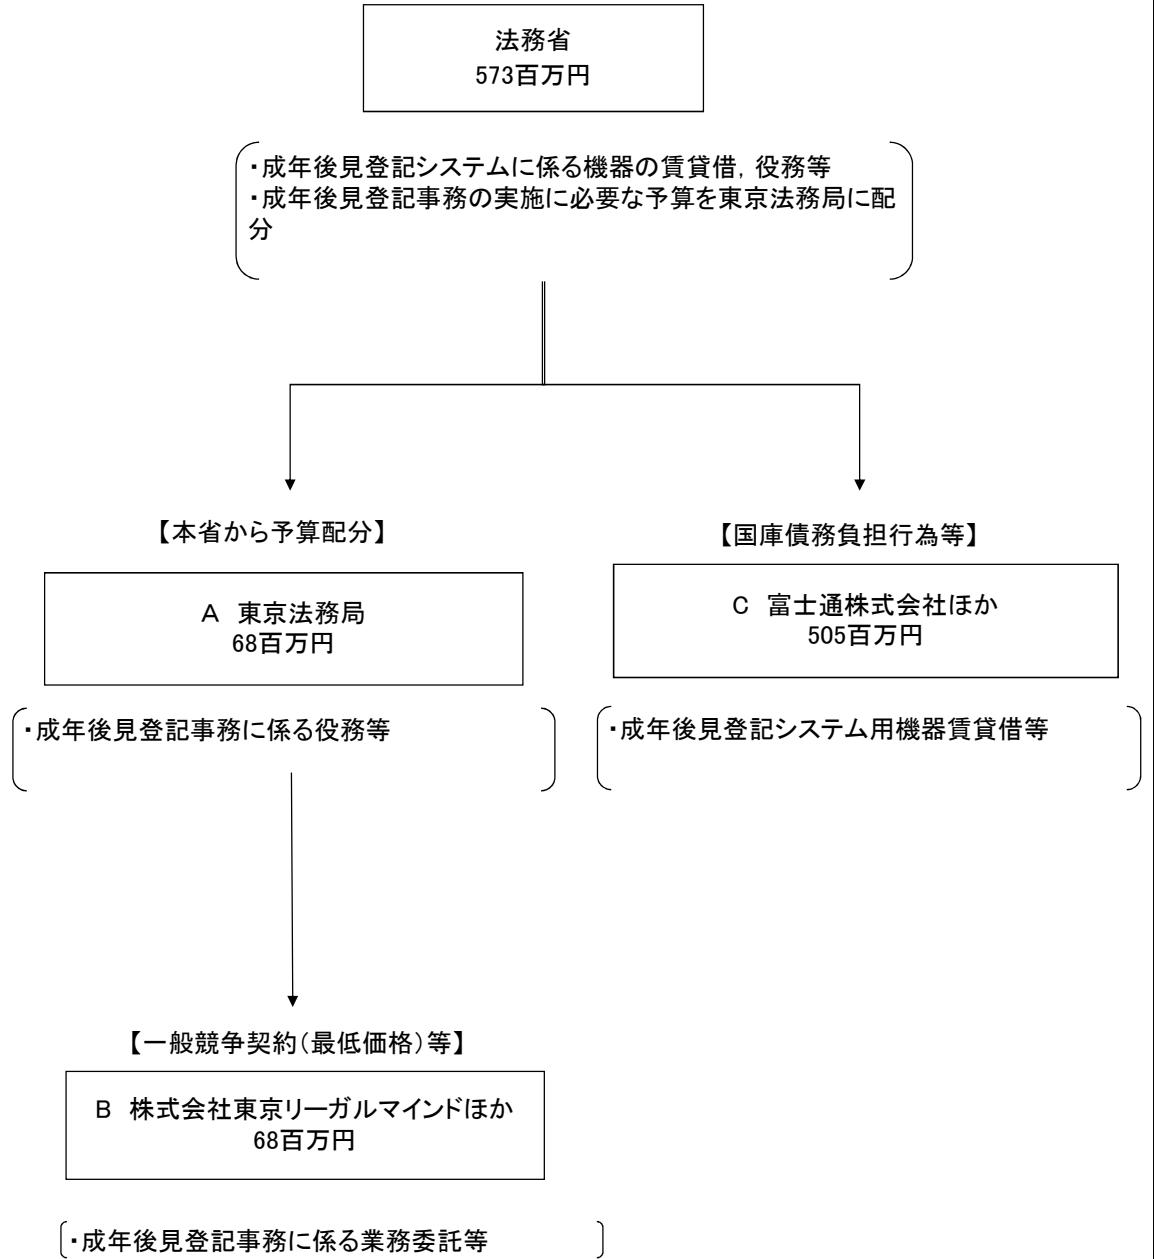 法務省
573百万円
・成年後見登記システムに係る機器の賃貸借，役務等
・成年後見登記事務の実施に必要な予算を東京法務局に配
分
【本省から予算配分】
A 東京法務局
68百万円
・成年後見登記事務に係る役務等
【国庫債務負担行為等】
C 富士通株式会社ほか
505百万円
・成年後見登記システム用機器賃貸借等
【一般競争契約（最低価格）等】
B 株式会社東京リーガルマインドほか
68百万円
・成年後見登記事務に係る業務委託等